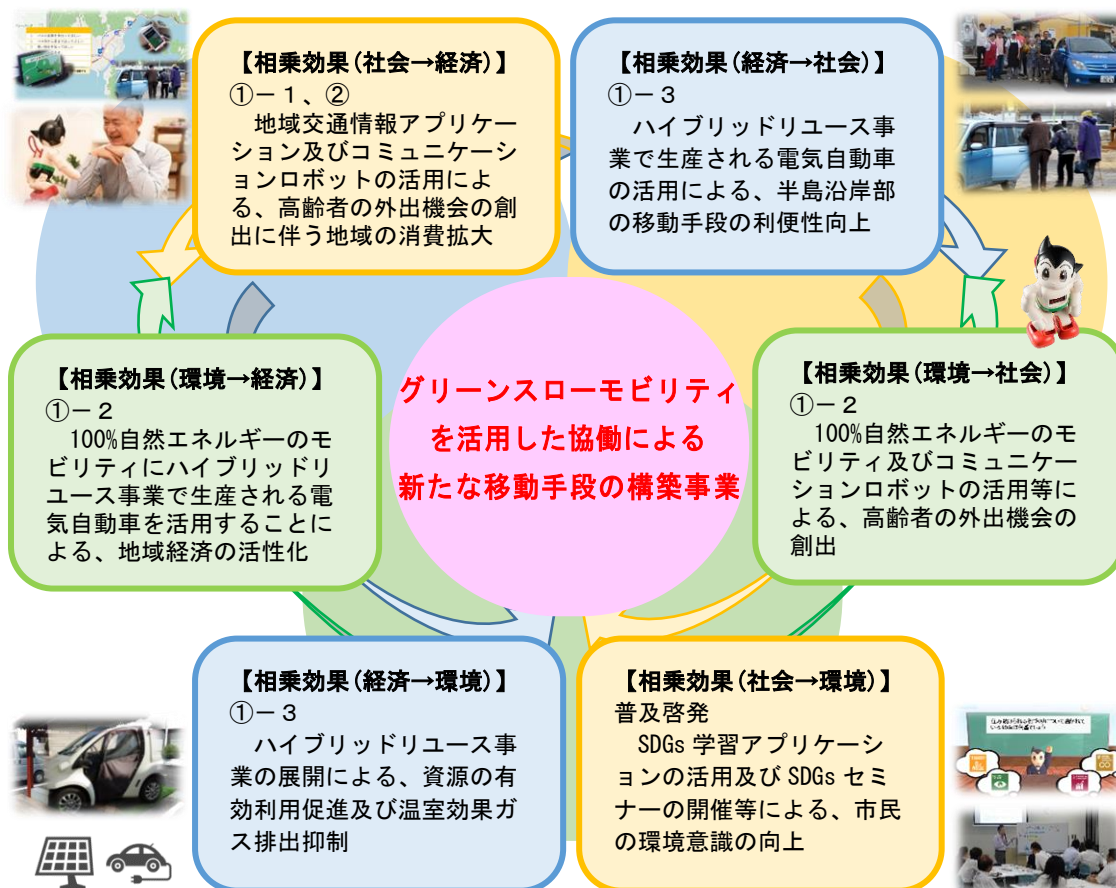 【相乗効果(社会→経済)】
①－１、②
地域交通情報アプリケー
ション及びコミュニケーシ
ョンロボットの活用によ
る、高齢者の外出機会の創
出に伴う地域の消費拡大
【相乗効果(経済→社会)】
①－３
ハイブリッドリユース事
業で生産される電気自動車
の活用による、半島沿岸部
の移動手段の利便性向上
【相乗効果(環境→経済)】
①－２
100%自然エネルギーのモ
ビリティにハイブリッドリ
ユース事業で生産される電
気自動車を活用することに
よる、地域経済の活性化
グリーンスローモビリティ
を活用した協働による
新たな移動手段の構築事業
【相乗効果(環境→社会)】
①－２
100%自然エネルギーのモ
ビリティ及びコミュニケー
ションロボットの活用等に
よる、高齢者の外出機会の
創出
【相乗効果(経済→環境)】
①－３
ハイブリッドリユース事
業の展開による、資源の有
効利用促進及び温室効果ガ
ス排出抑制
【相乗効果(社会→環境)】
普及啓発
SDGs 学習アプリケーシ
ョンの活用及び SDGs セミ
ナーの開催等による、市民
の環境意識の向上